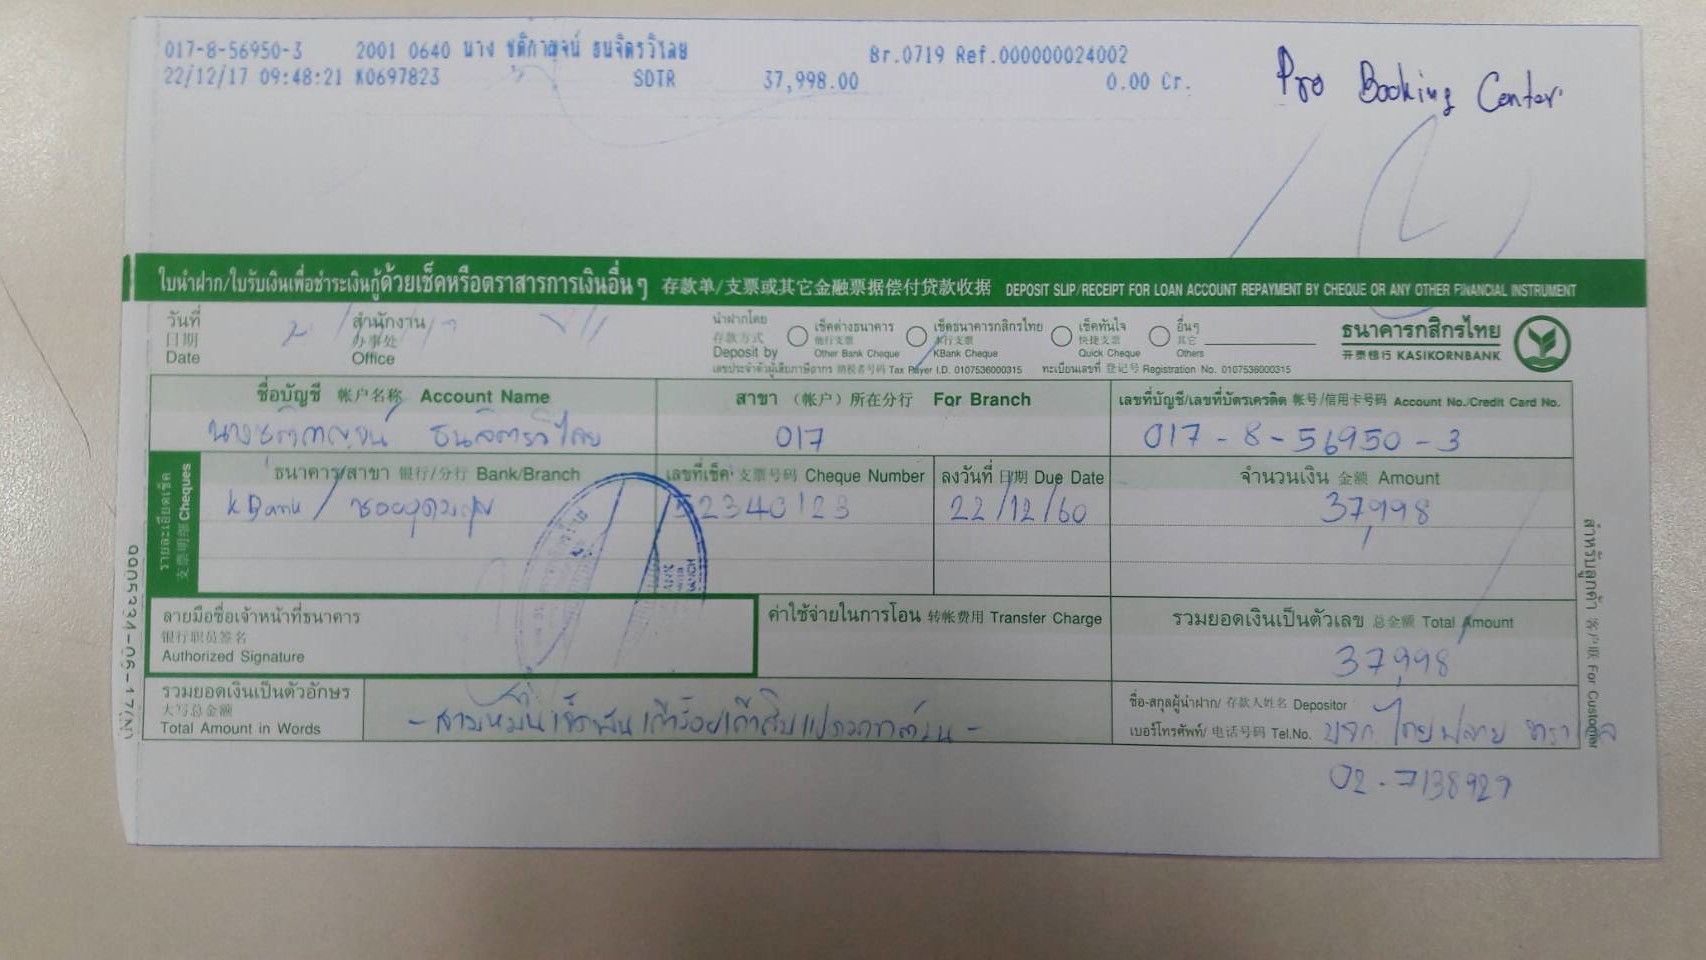 017-8-56950-3 2001 0640 นาง ชติกาญจน์ ธนจิตรวิไลย Br.0719 Ref.000000024002
22/12/17 09:48:21 K0697823 SDTR 37,998.00 0.00 Cr.
Pro Booking Center
ใบนำฝาก/ใบรับเงินเพื่อชำระเงินกู้ด้วยเช็คหรือตราสารการเงินอื่น ๆ 存款单/支票或其它金融票据偿付贷款收据 DEPOSIT SLIP/RECEIPT FOR LOAN ACCOUNT REPAYMENT BY CHEQUE OR ANY OTHER FINANCIAL INSTRUMENT
วันที่ 日期 Date
สำนักงาน 办事处 Office
นำฝากโดย 存款方式 Deposit by
เช็คต่างธนาคาร 他行支票 Other Bank Cheque
เช็คธนาคารกสิกรไทย 本行支票 KBank Cheque
เช็คทันใจ 快捷支票 Quick Cheque
อื่นๆ 其它 Others
ธนาคารกสิกรไทย
开泰银行 KASIKORNBANK
เลขประจำตัวผู้เสียภาษีอากร 纳税者号码 Tax Payer I.D. 0107536000315 ทะเบียนเลขที่ 登记号 Registration No. 0107536000315
ชื่อบัญชี 帐户名称 Account Name สาขา (帐户) 所在分行 For Branch เลขที่บัญชี/เลขที่บัตรเครดิต 帐号/信用卡号码 Account No./Credit Card No.
นางชติกาญจน์ ธนจิตรวิไลย 017 017-8-56950-3
รายละเอียดเช็ค 支票明细 Cheques
ธนาคาร/สาขา 银行/分行 Bank/Branch เลขที่เช็ค 支票号码 Cheque Number ลงวันที่ 日期 Due Date จำนวนเงิน 金额 Amount
KBank / 52340123 22/12/60 37,998
ลายมือชื่อเจ้าหน้าที่ธนาคาร
银行职员签名
Authorized Signature
ค่าใช้จ่ายในการโอน 转帐费用 Transfer Charge
รวมยอดเงินเป็นตัวเลข 总金额 Total Amount
37,998
รวมยอดเงินเป็นตัวอักษร
大写总金额
Total Amount in Words
- สามหมื่นเจ็ดพันเก้าร้อยเก้าสิบแปดบาทถ้วน -
ชื่อ-สกุลผู้นำฝาก/ 存款人姓名 Depositor
เบอร์โทรศัพท์/ 电话号码 Tel.No. บจก ไทยฟลาย ทราเวล
02-7138929
สำหรับลูกค้า 客户联 For Customer